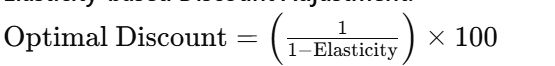 Optimal Discount = (1 / 1−Elasticity) × 100